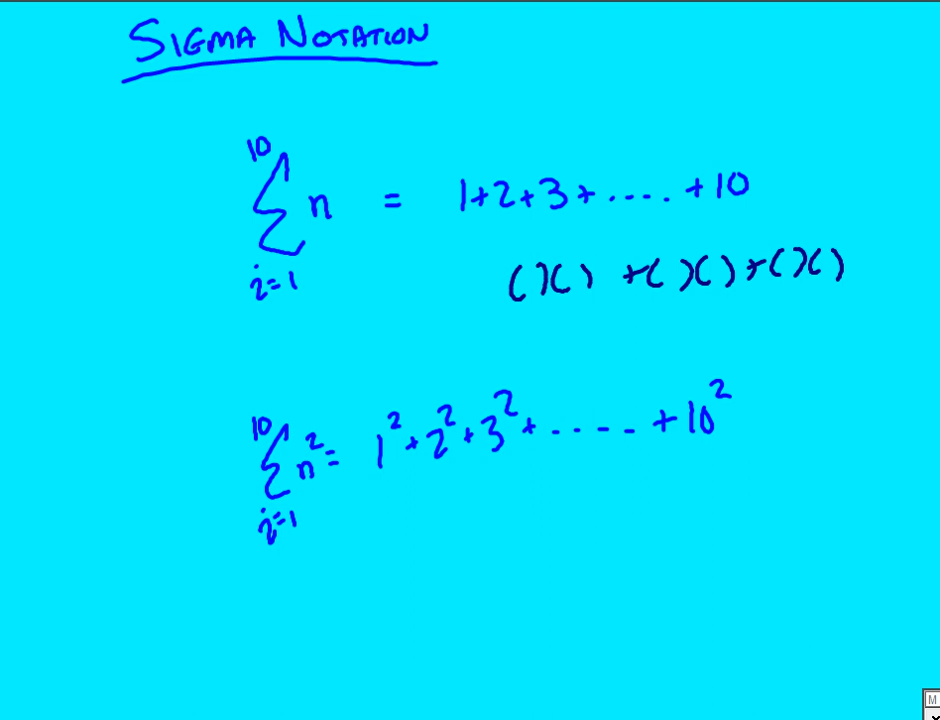 SIGMA NOTATION
10
Σ n = 1+2+3+.....+10
i=1
( )( ) +( )( )+( )( )
10
Σ n² = 1²+2²+3²+.....+10²
i=1
M